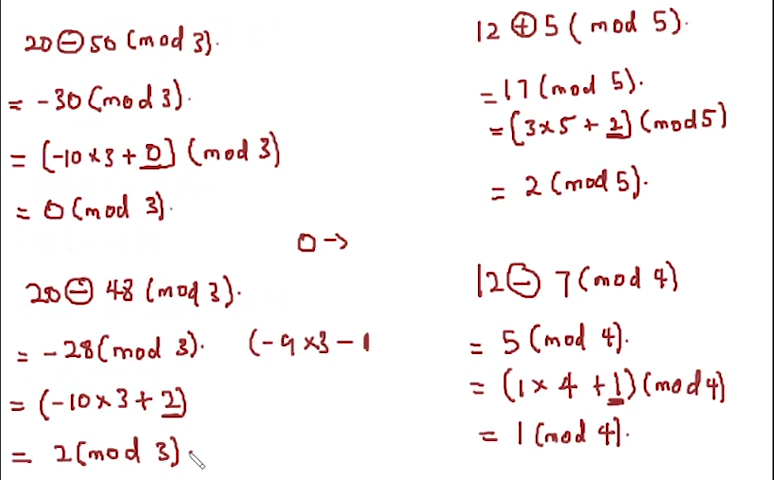 20 ⊖ 50 (mod 3).
= -30 (mod 3).
= (-10 × 3 + 0) (mod 3)
= 0 (mod 3).
0 →
20 ⊖ 48 (mod 3).
= -28 (mod 3). (-9 × 3 - 1
= (-10 × 3 + 2)
= 2 (mod 3)
12 ⊕ 5 ( mod 5).
= 17 (mod 5).
= (3 × 5 + 2) (mod 5)
= 2 (mod 5).
12 ⊖ 7 (mod 4)
= 5 (mod 4).
= (1 × 4 + 1) (mod 4)
= 1 (mod 4).